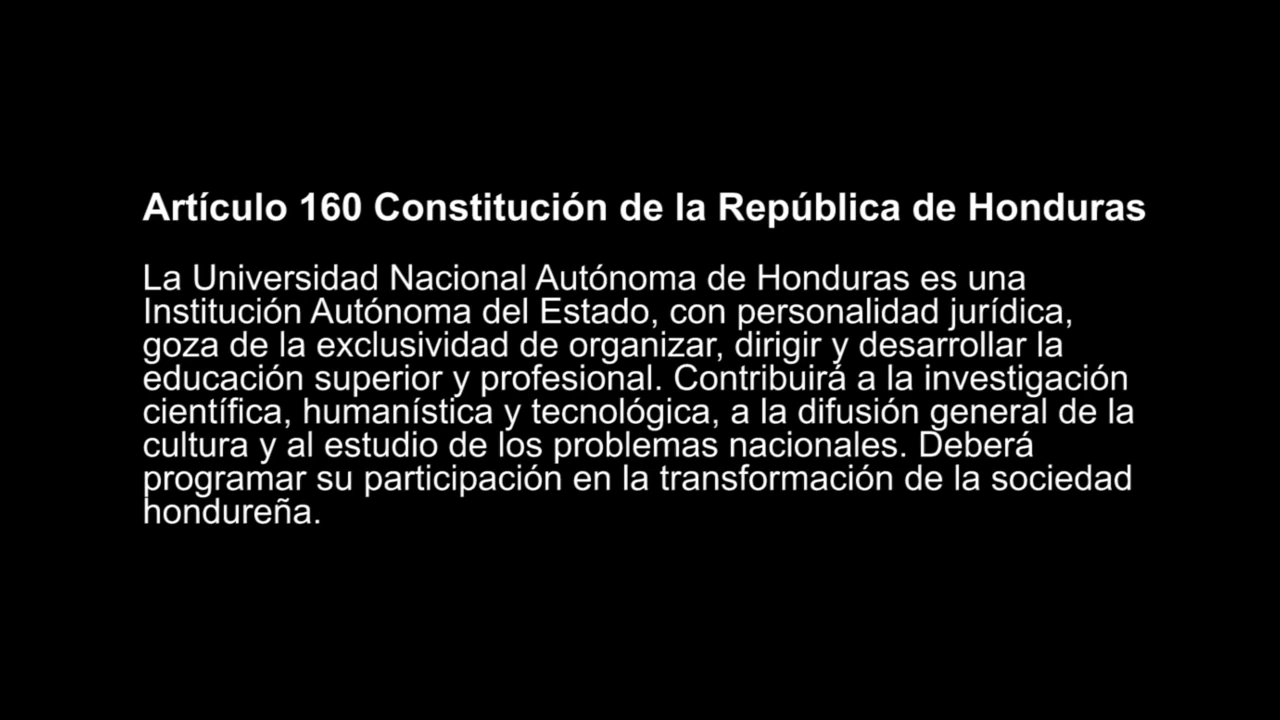 Artículo 160 Constitución de la República de Honduras
La Universidad Nacional Autónoma de Honduras es una
Institución Autónoma del Estado, con personalidad jurídica,
goza de la exclusividad de organizar, dirigir y desarrollar la
educación superior y profesional. Contribuirá a la investigación
científica, humanística y tecnológica, a la difusión general de la
cultura y al estudio de los problemas nacionales. Deberá
programar su participación en la transformación de la sociedad
hondureña.